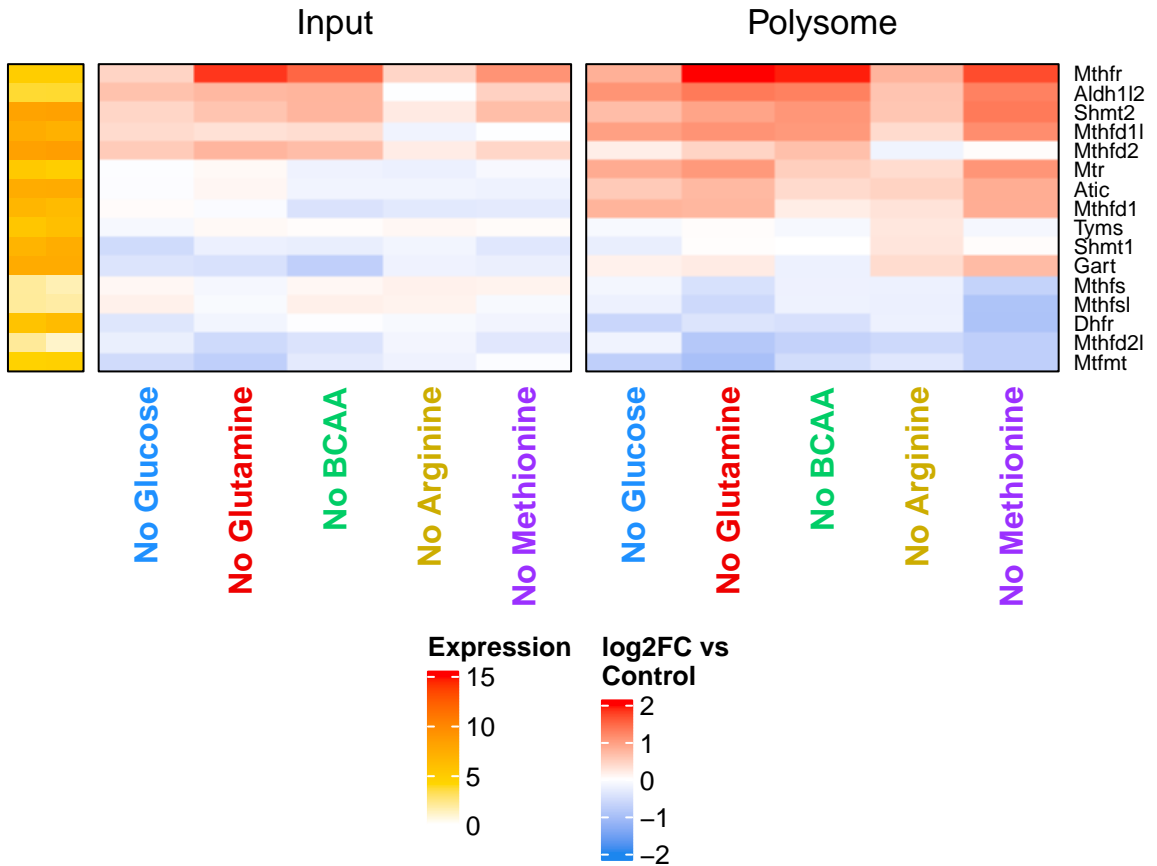 Input
Polysome
Mthfr
Aldh1l2
Shmt2
Mthfd1l
Mthfd2
Mtr
Atic
Mthfd1
Tyms
Shmt1
Gart
Mthfs
Mthfsl
Dhfr
Mthfd2l
Mtfmt
No Glucose
No Glutamine
No BCAA
No Arginine
No Methionine
No Glucose
No Glutamine
No BCAA
No Arginine
No Methionine
Expression
15
10
5
0
log2FC vs
Control
2
1
0
−1
−2